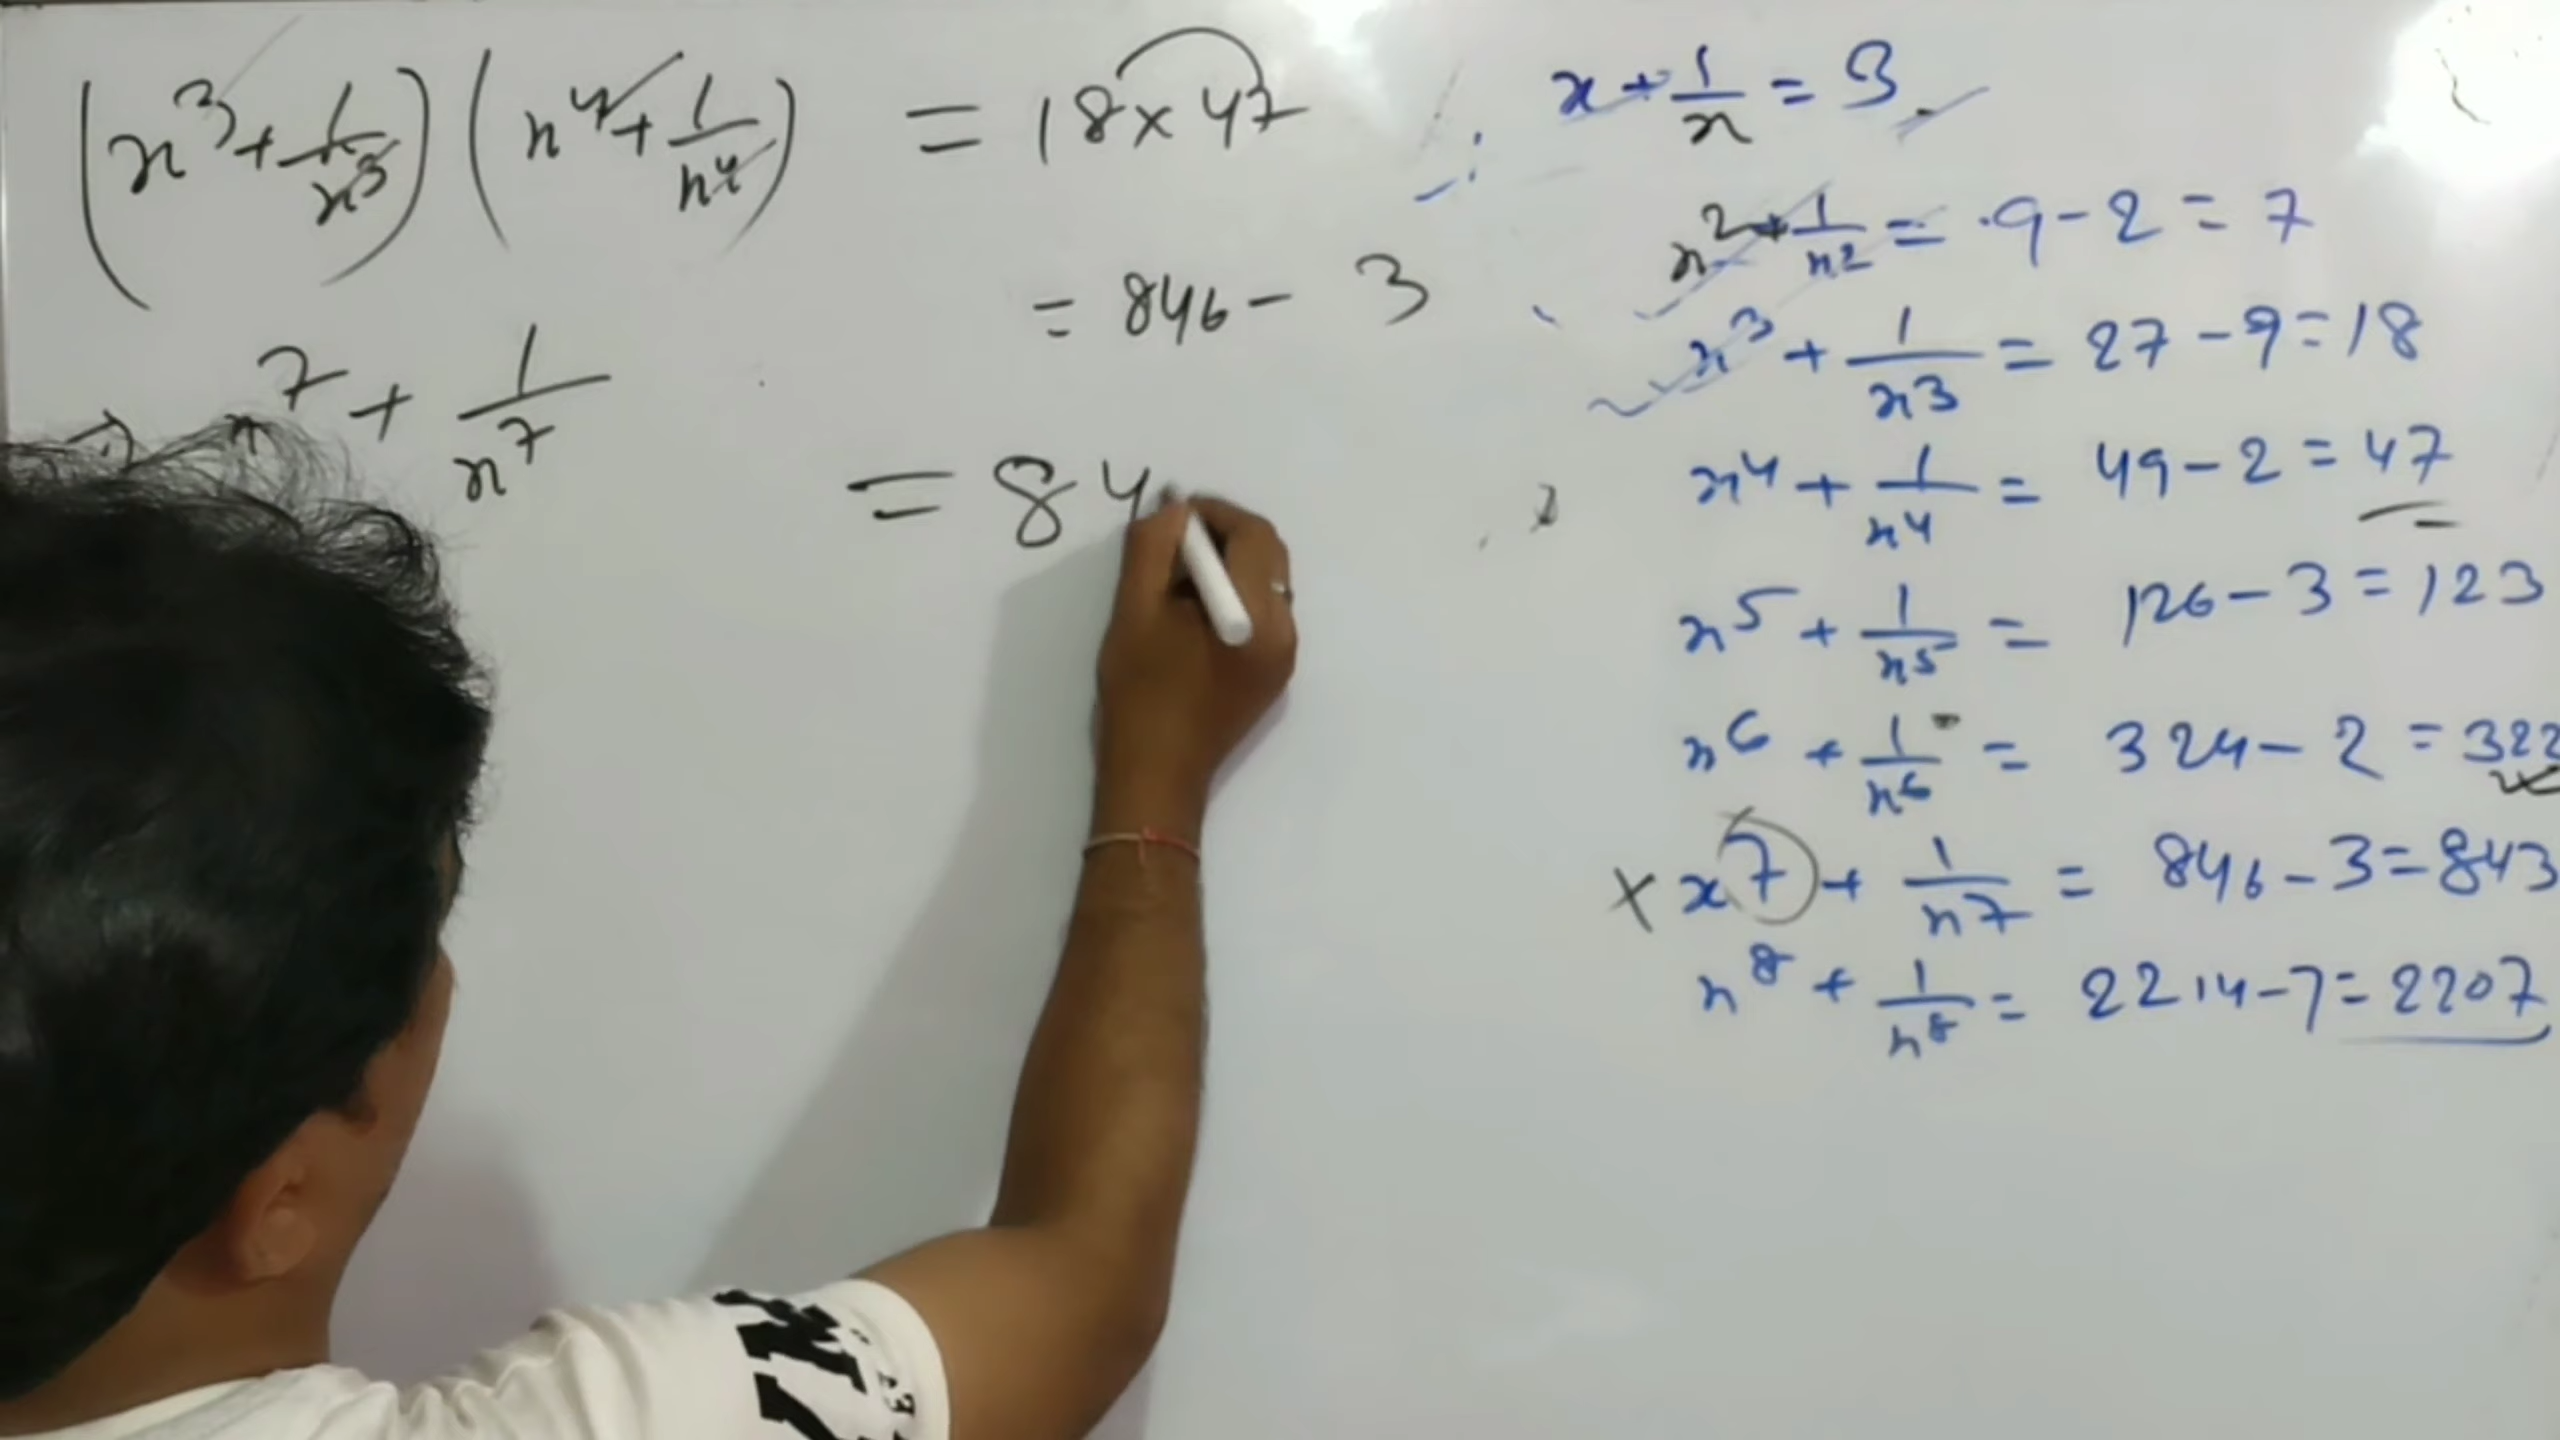 (x³ + 1/x³) (x⁴ + 1/x⁴) = 18 × 47
= 846 - 3
→ x⁷ + 1/x⁷
= 84
x + 1/x = 3
x² + 1/x² = 9 - 2 = 7
x³ + 1/x³ = 27 - 9 = 18
x⁴ + 1/x⁴ = 49 - 2 = 47
x⁵ + 1/x⁵ = 126 - 3 = 123
x⁶ + 1/x⁶ = 324 - 2 = 322
× x⁷ + 1/x⁷ = 846 - 3 = 843
x⁸ + 1/x⁸ = 2214 - 7 = 2207